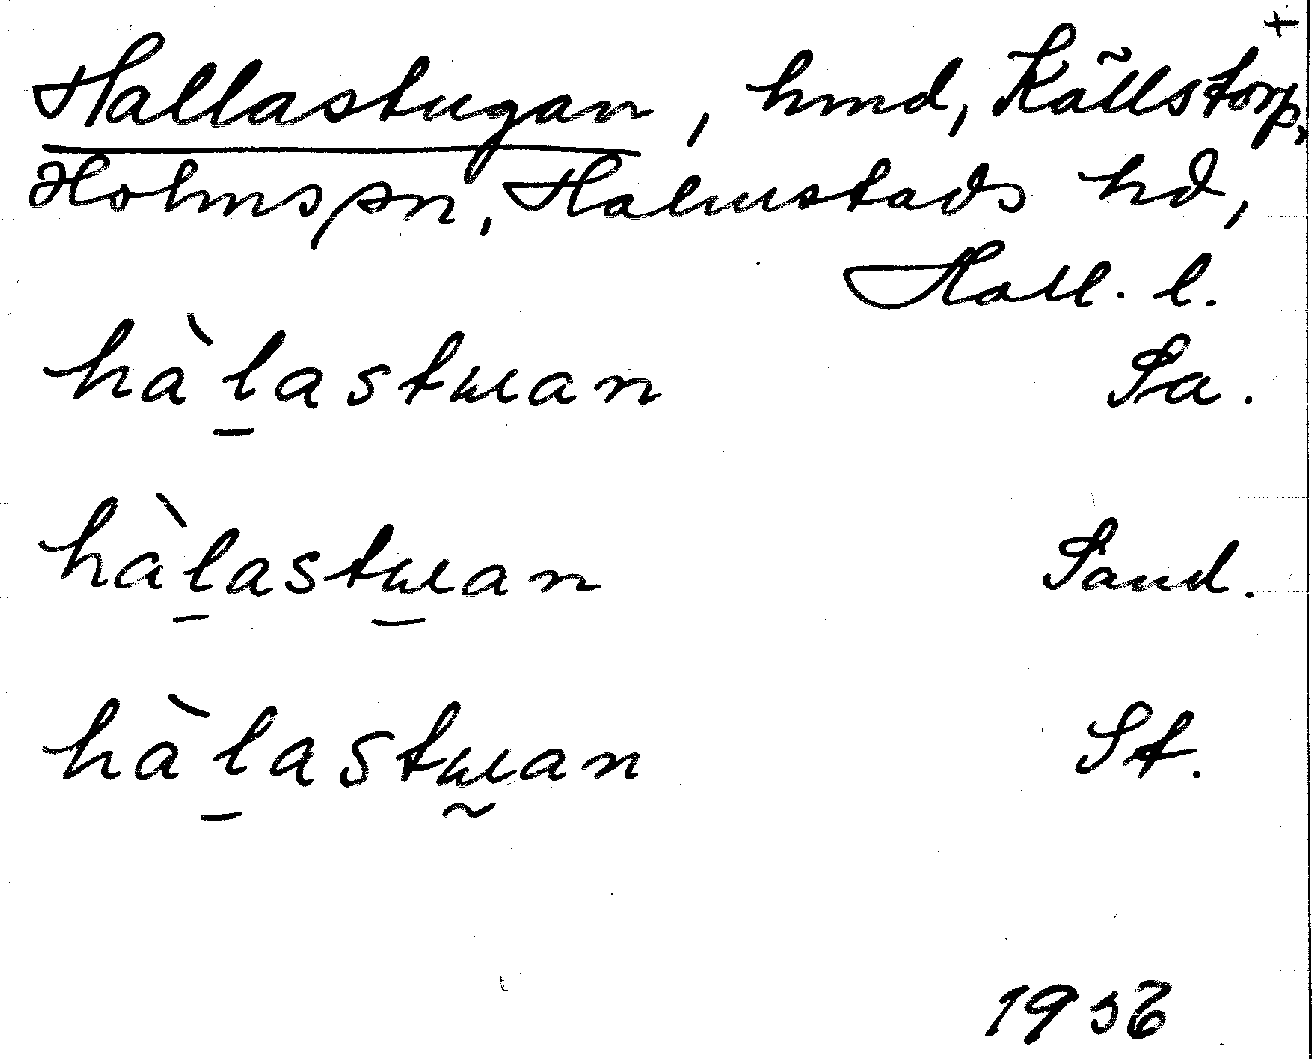 +
Hallastugan, hmd, Källstorp,
Holms sn, Halmstads hd,
Hall. l.
hàlastuan Sa.
hàlastuan Sand.
hàlastuan St.
1936